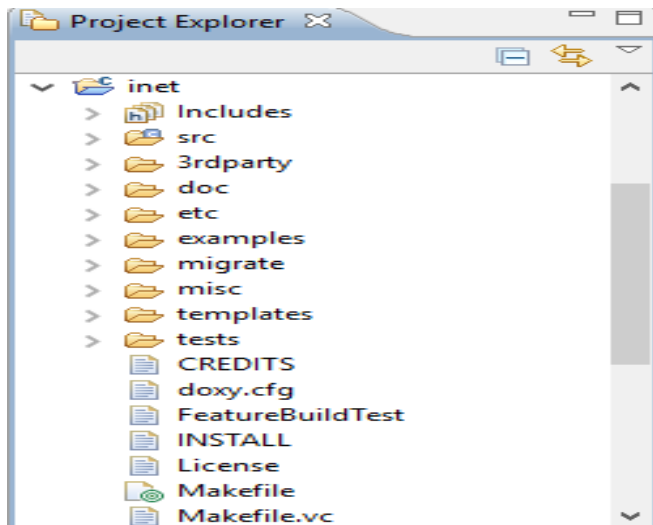 Project Explorer
inet
Includes
src
3rdparty
doc
etc
examples
migrate
misc
templates
tests
CREDITS
doxy.cfg
FeatureBuildTest
INSTALL
License
Makefile
Makefile.vc